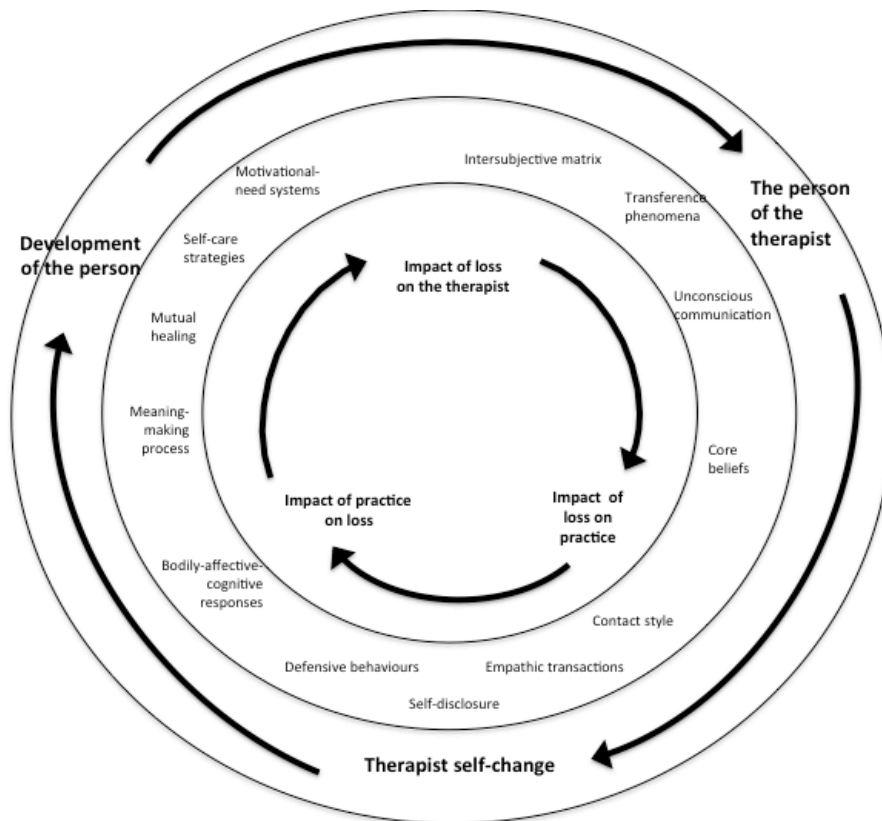 Intersubjective matrix
Motivational-
need systems
Transference
phenomena
The person
of the
therapist
Development
of the person
Self-care
strategies
Impact of loss
on the therapist
Unconscious
communication
Mutual
healing
Meaning-
making
process
Core
beliefs
Impact of practice
on loss
Impact of
loss on
practice
Bodily-affective-
cognitive
responses
Contact style
Defensive behaviours
Empathic transactions
Self-disclosure
Therapist self-change